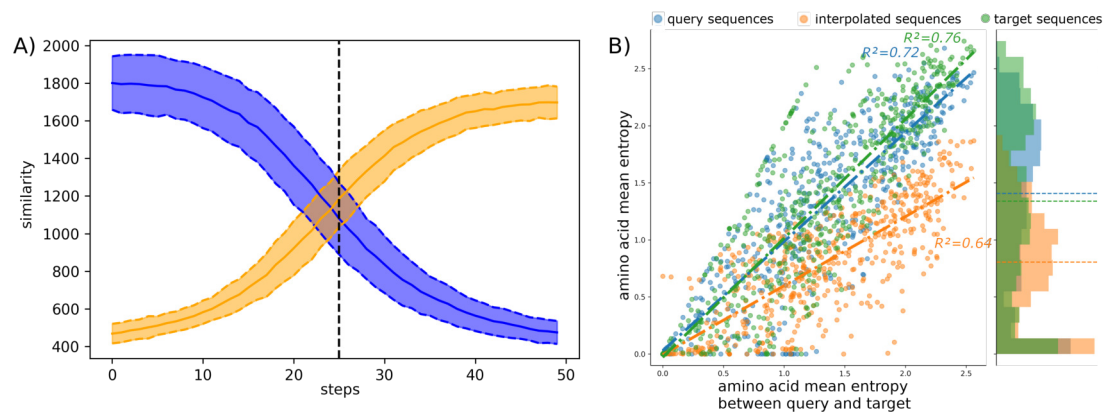 A)
2000
1800
1600
1400
1200
1000
800
600
400
similarity
0
10
20
30
40
50
steps
query sequences
interpolated sequences
target sequences
B)
R²=0.76
R²=0.72
R²=0.64
2.5
2.0
1.5
1.0
0.5
0.0
amino acid mean entropy
0.0
0.5
1.0
1.5
2.0
2.5
amino acid mean entropy
between query and target